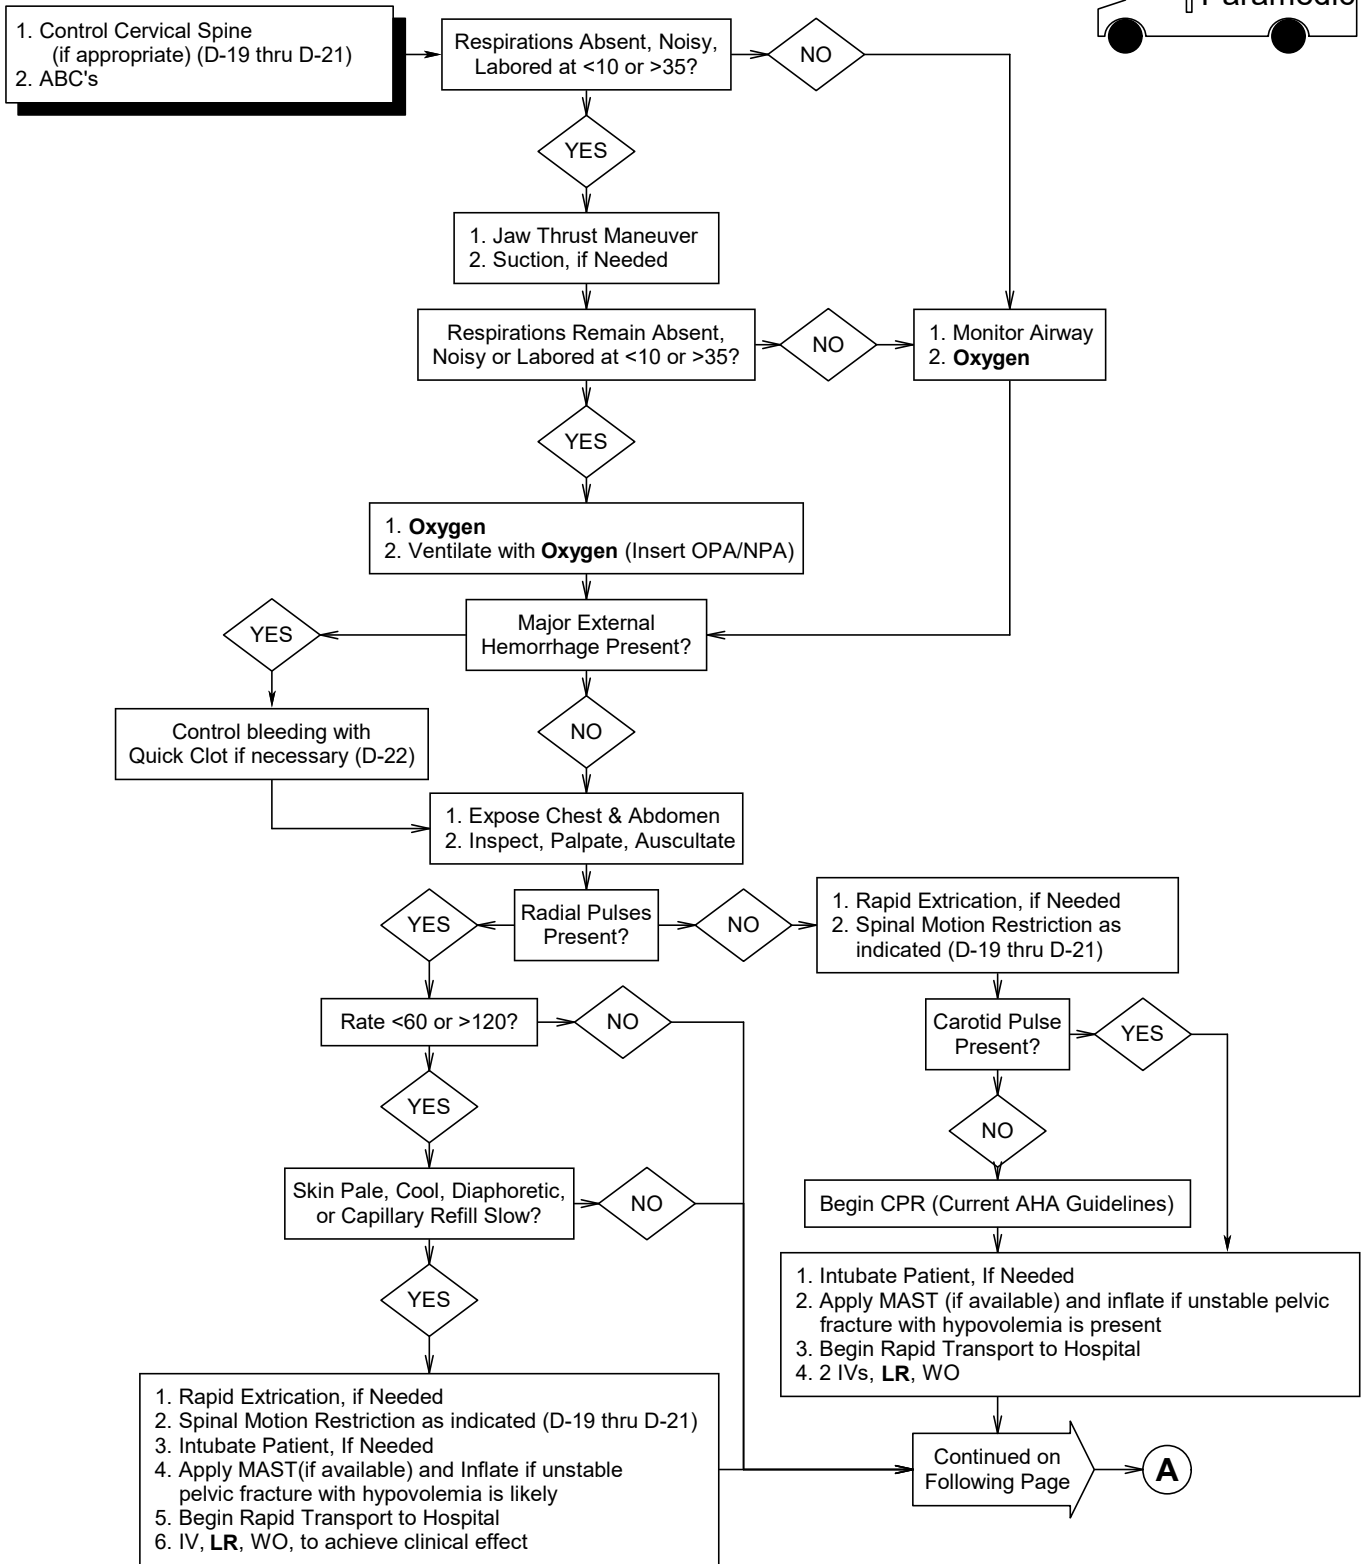 Paramedic
1. Control Cervical Spine
(if appropriate) (D-19 thru D-21)
2. ABC's
Respirations Absent, Noisy,
Labored at <10 or >35?
NO
YES
1. Jaw Thrust Maneuver
2. Suction, if Needed
Respirations Remain Absent,
Noisy or Labored at <10 or >35?
NO
1. Monitor Airway
2. Oxygen
YES
1. Oxygen
2. Ventilate with Oxygen (Insert OPA/NPA)
YES
Major External
Hemorrhage Present?
Control bleeding with
Quick Clot if necessary (D-22)
NO
1. Expose Chest & Abdomen
2. Inspect, Palpate, Auscultate
YES
Radial Pulses
Present?
NO
1. Rapid Extrication, if Needed
2. Spinal Motion Restriction as
indicated (D-19 thru D-21)
Rate <60 or >120?
NO
Carotid Pulse
Present?
YES
YES
NO
Skin Pale, Cool, Diaphoretic,
or Capillary Refill Slow?
NO
Begin CPR (Current AHA Guidelines)
YES
1. Intubate Patient, If Needed
2. Apply MAST (if available) and inflate if unstable pelvic
fracture with hypovolemia is present
3. Begin Rapid Transport to Hospital
4. 2 IVs, LR, WO
1. Rapid Extrication, if Needed
2. Spinal Motion Restriction as indicated (D-19 thru D-21)
3. Intubate Patient, If Needed
4. Apply MAST(if available) and Inflate if unstable
pelvic fracture with hypovolemia is likely
5. Begin Rapid Transport to Hospital
6. IV, LR, WO, to achieve clinical effect
Continued on
Following Page
A